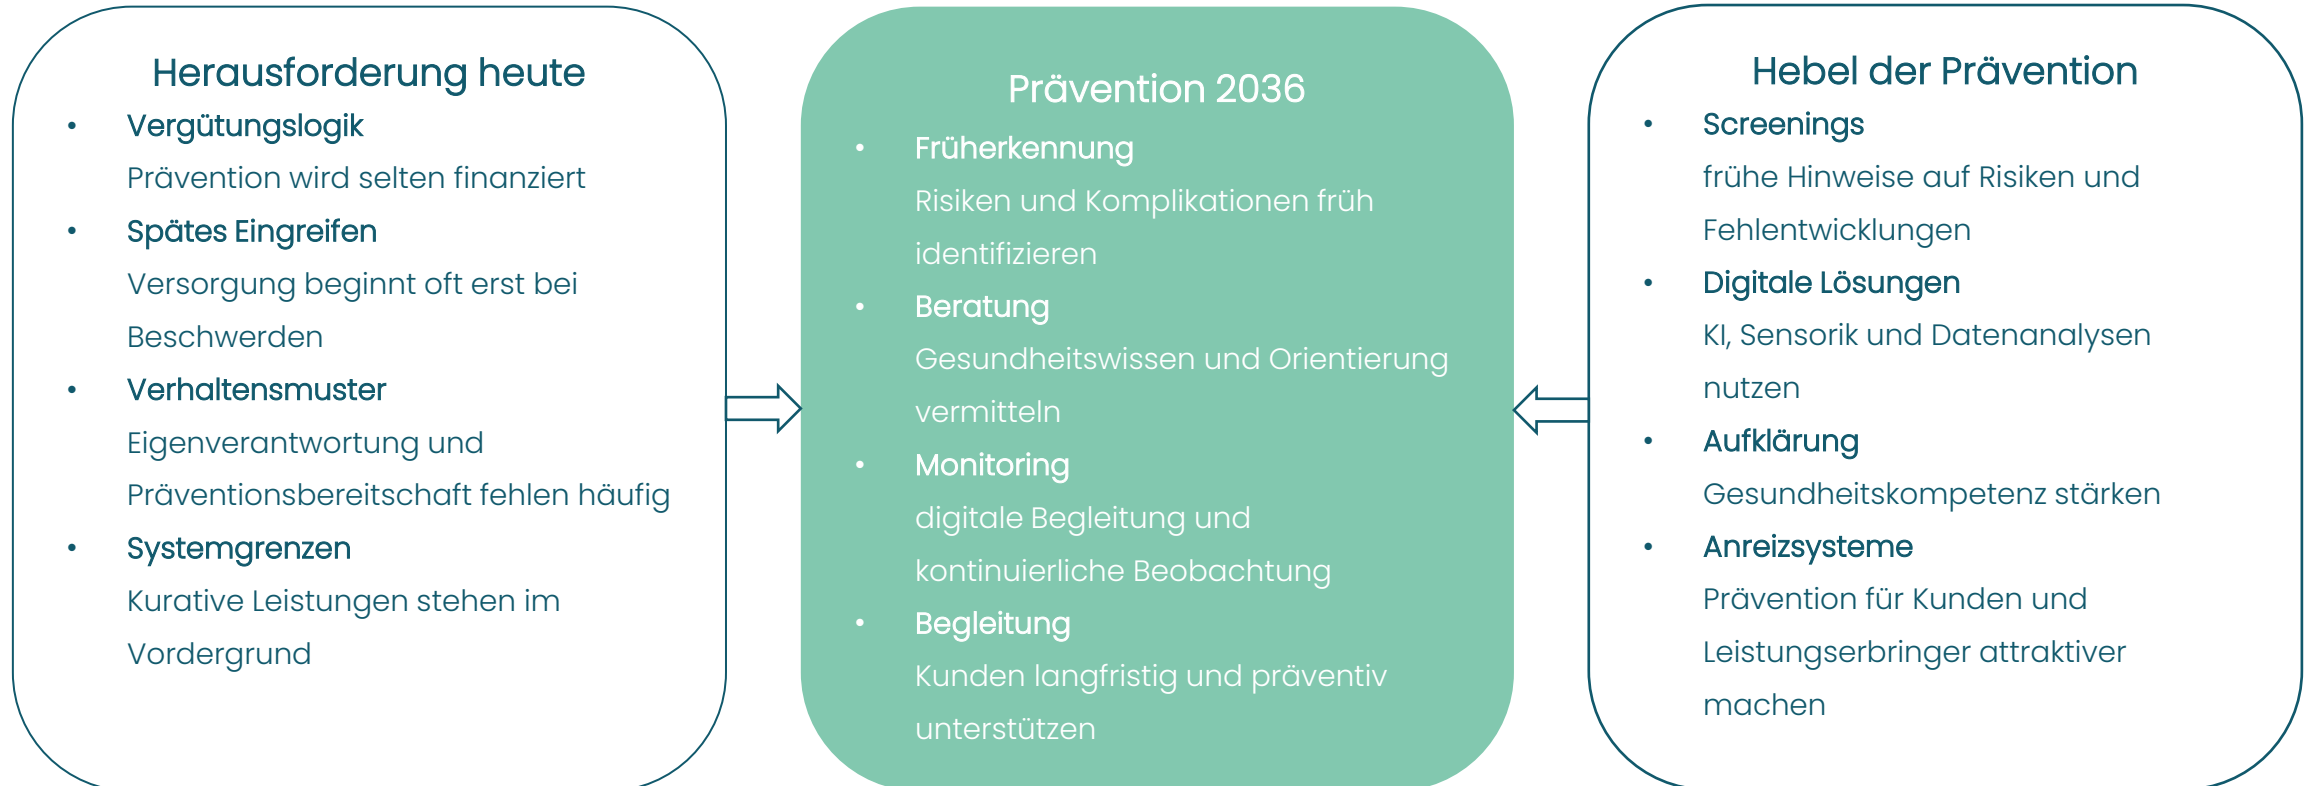 Herausforderung heute
• Vergütungslogik
Prävention wird selten finanziert
• Spätes Eingreifen
Versorgung beginnt oft erst bei
Beschwerden
• Verhaltensmuster
Eigenverantwortung und
Präventionsbereitschaft fehlen häufig
• Systemgrenzen
Kurative Leistungen stehen im
Vordergrund
Prävention 2036
• Früherkennung
Risiken und Komplikationen früh
identifizieren
• Beratung
Gesundheitswissen und Orientierung
vermitteln
• Monitoring
digitale Begleitung und
kontinuierliche Beobachtung
• Begleitung
Kunden langfristig und präventiv
unterstützen
Hebel der Prävention
• Screenings
frühe Hinweise auf Risiken und
Fehlentwicklungen
• Digitale Lösungen
KI, Sensorik und Datenanalysen
nutzen
• Aufklärung
Gesundheitskompetenz stärken
• Anreizsysteme
Prävention für Kunden und
Leistungserbringer attraktiver
machen